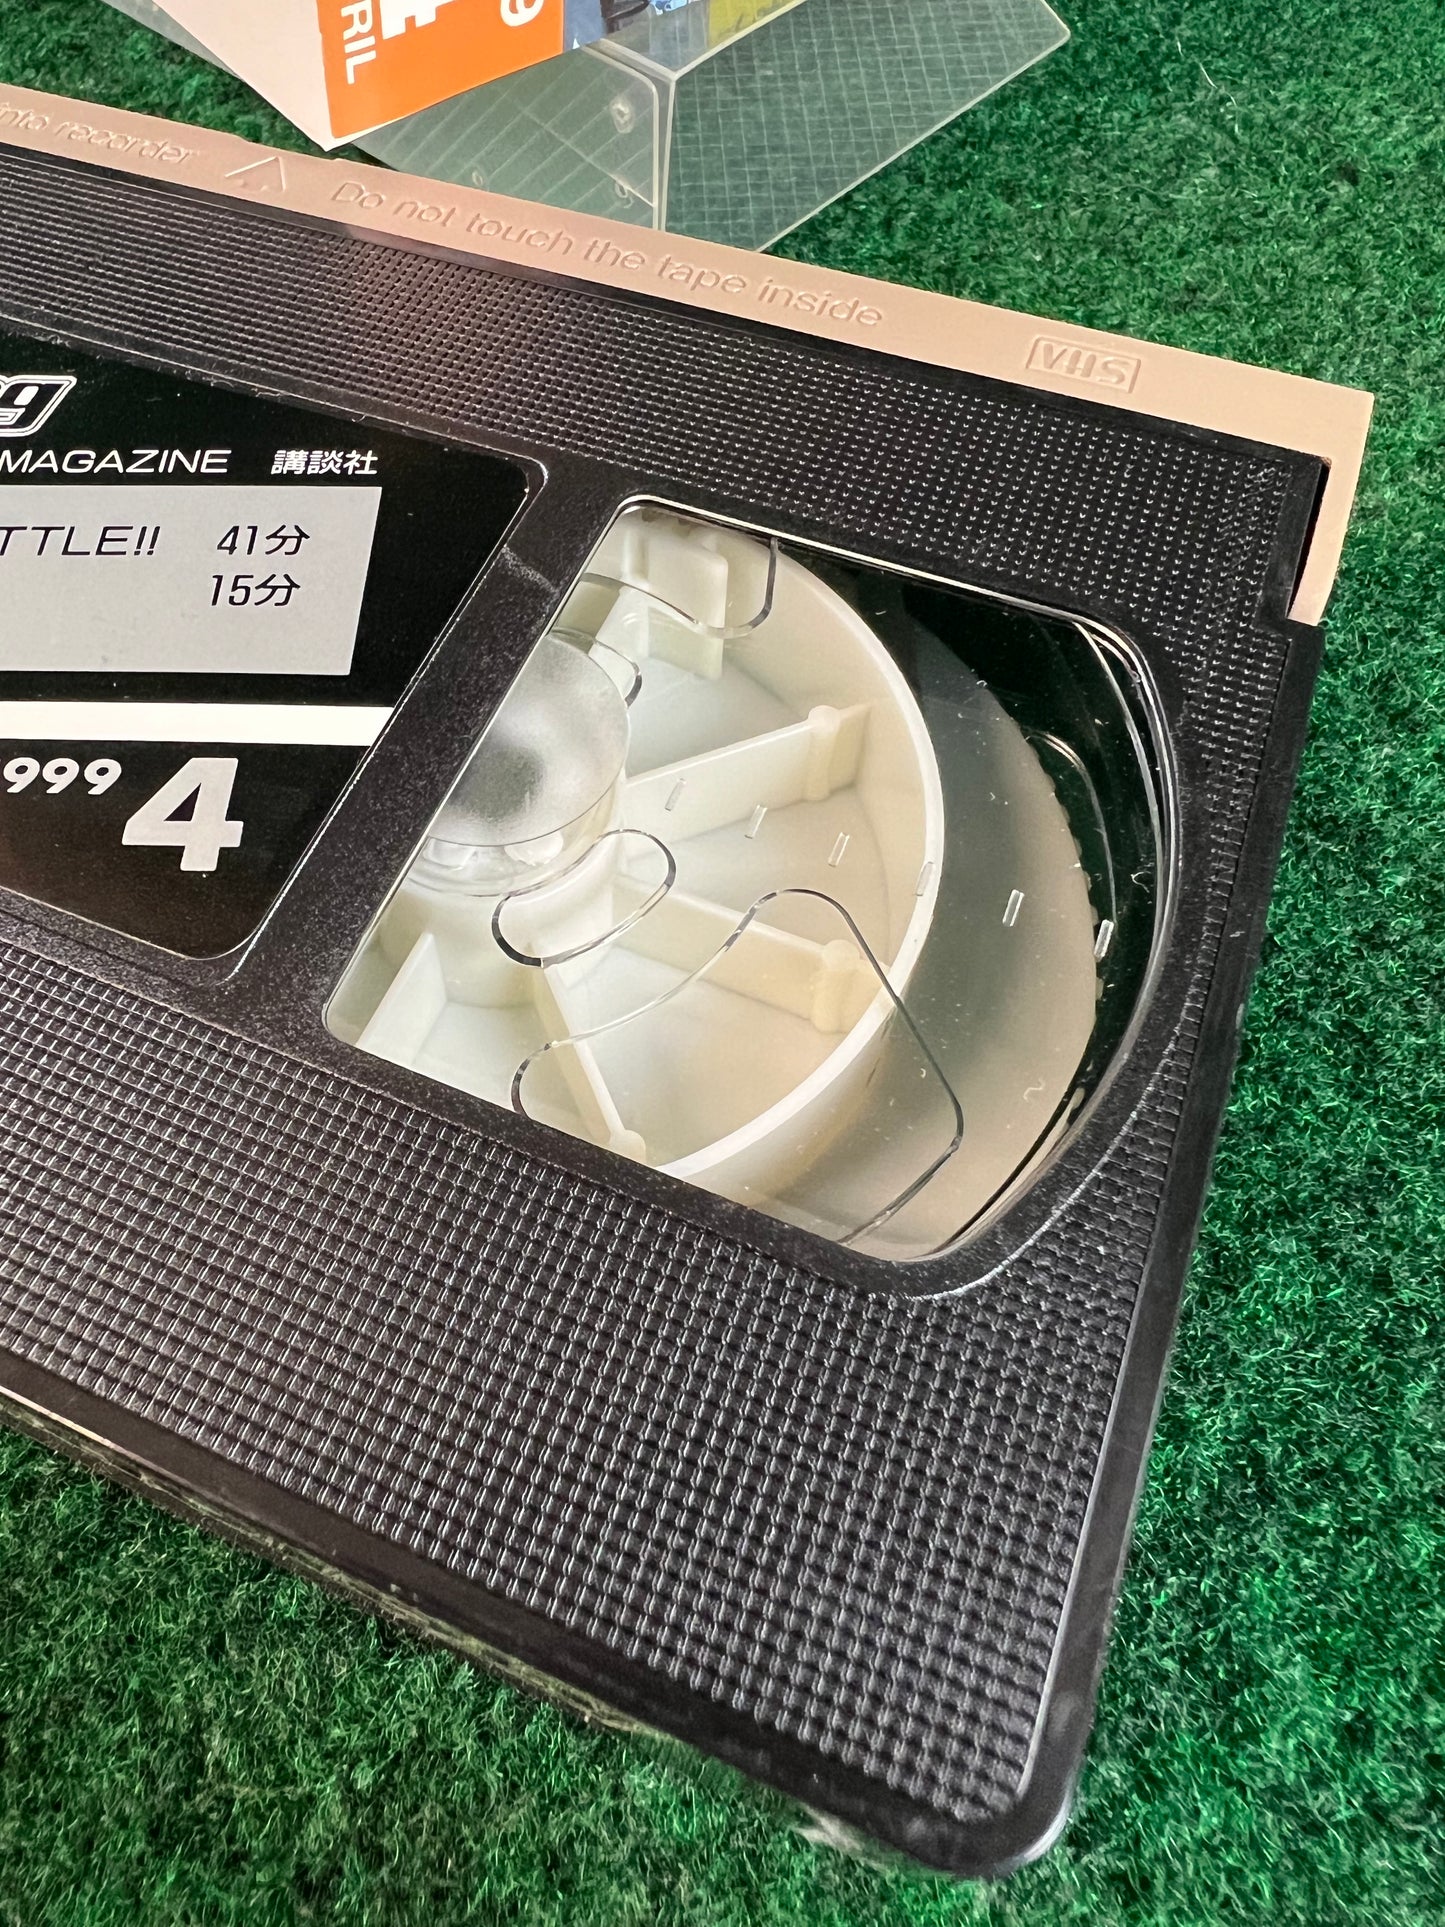 9
RIL
into recorder
Do not touch the tape inside
VHS
MAGAZINE 講談社
TTLE!! 41分
15分
999 4